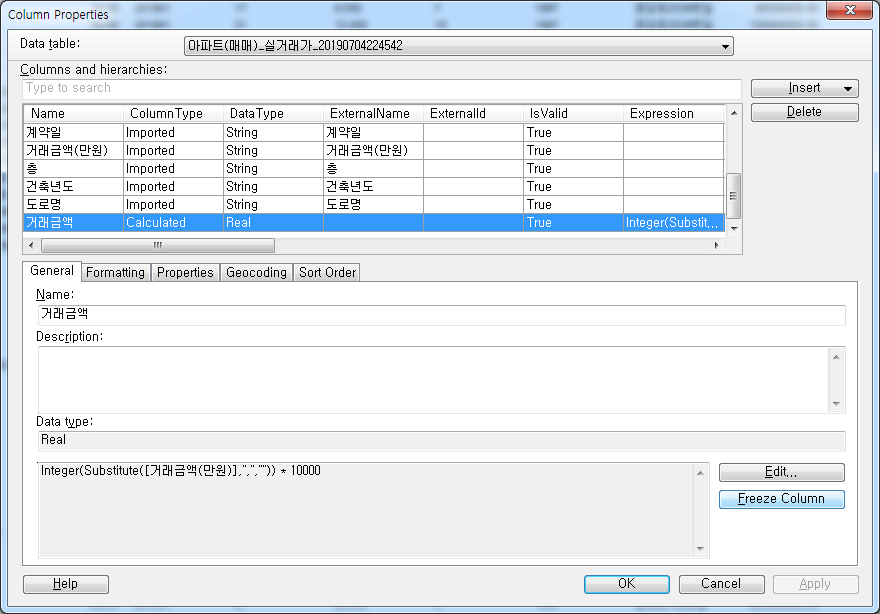 Column Properties
Data table:
아파트(매매)_실거래가_20190704224542
Columns and hierarchies:
Type to search
Insert
Delete
Name ColumnType DataType ExternalName ExternalId IsValid Expression
계약일 Imported String 계약일 True
거래금액(만원) Imported String 거래금액(만원) True
층 Imported String 층 True
건축년도 Imported String 건축년도 True
도로명 Imported String 도로명 True
거래금액 Calculated Real True Integer(Substit...
General Formatting Properties Geocoding Sort Order
Name:
거래금액
Description:
Data type:
Real
Integer(Substitute([거래금액(만원)],",","")) * 10000
Edit...
Freeze Column
Help OK Cancel Apply